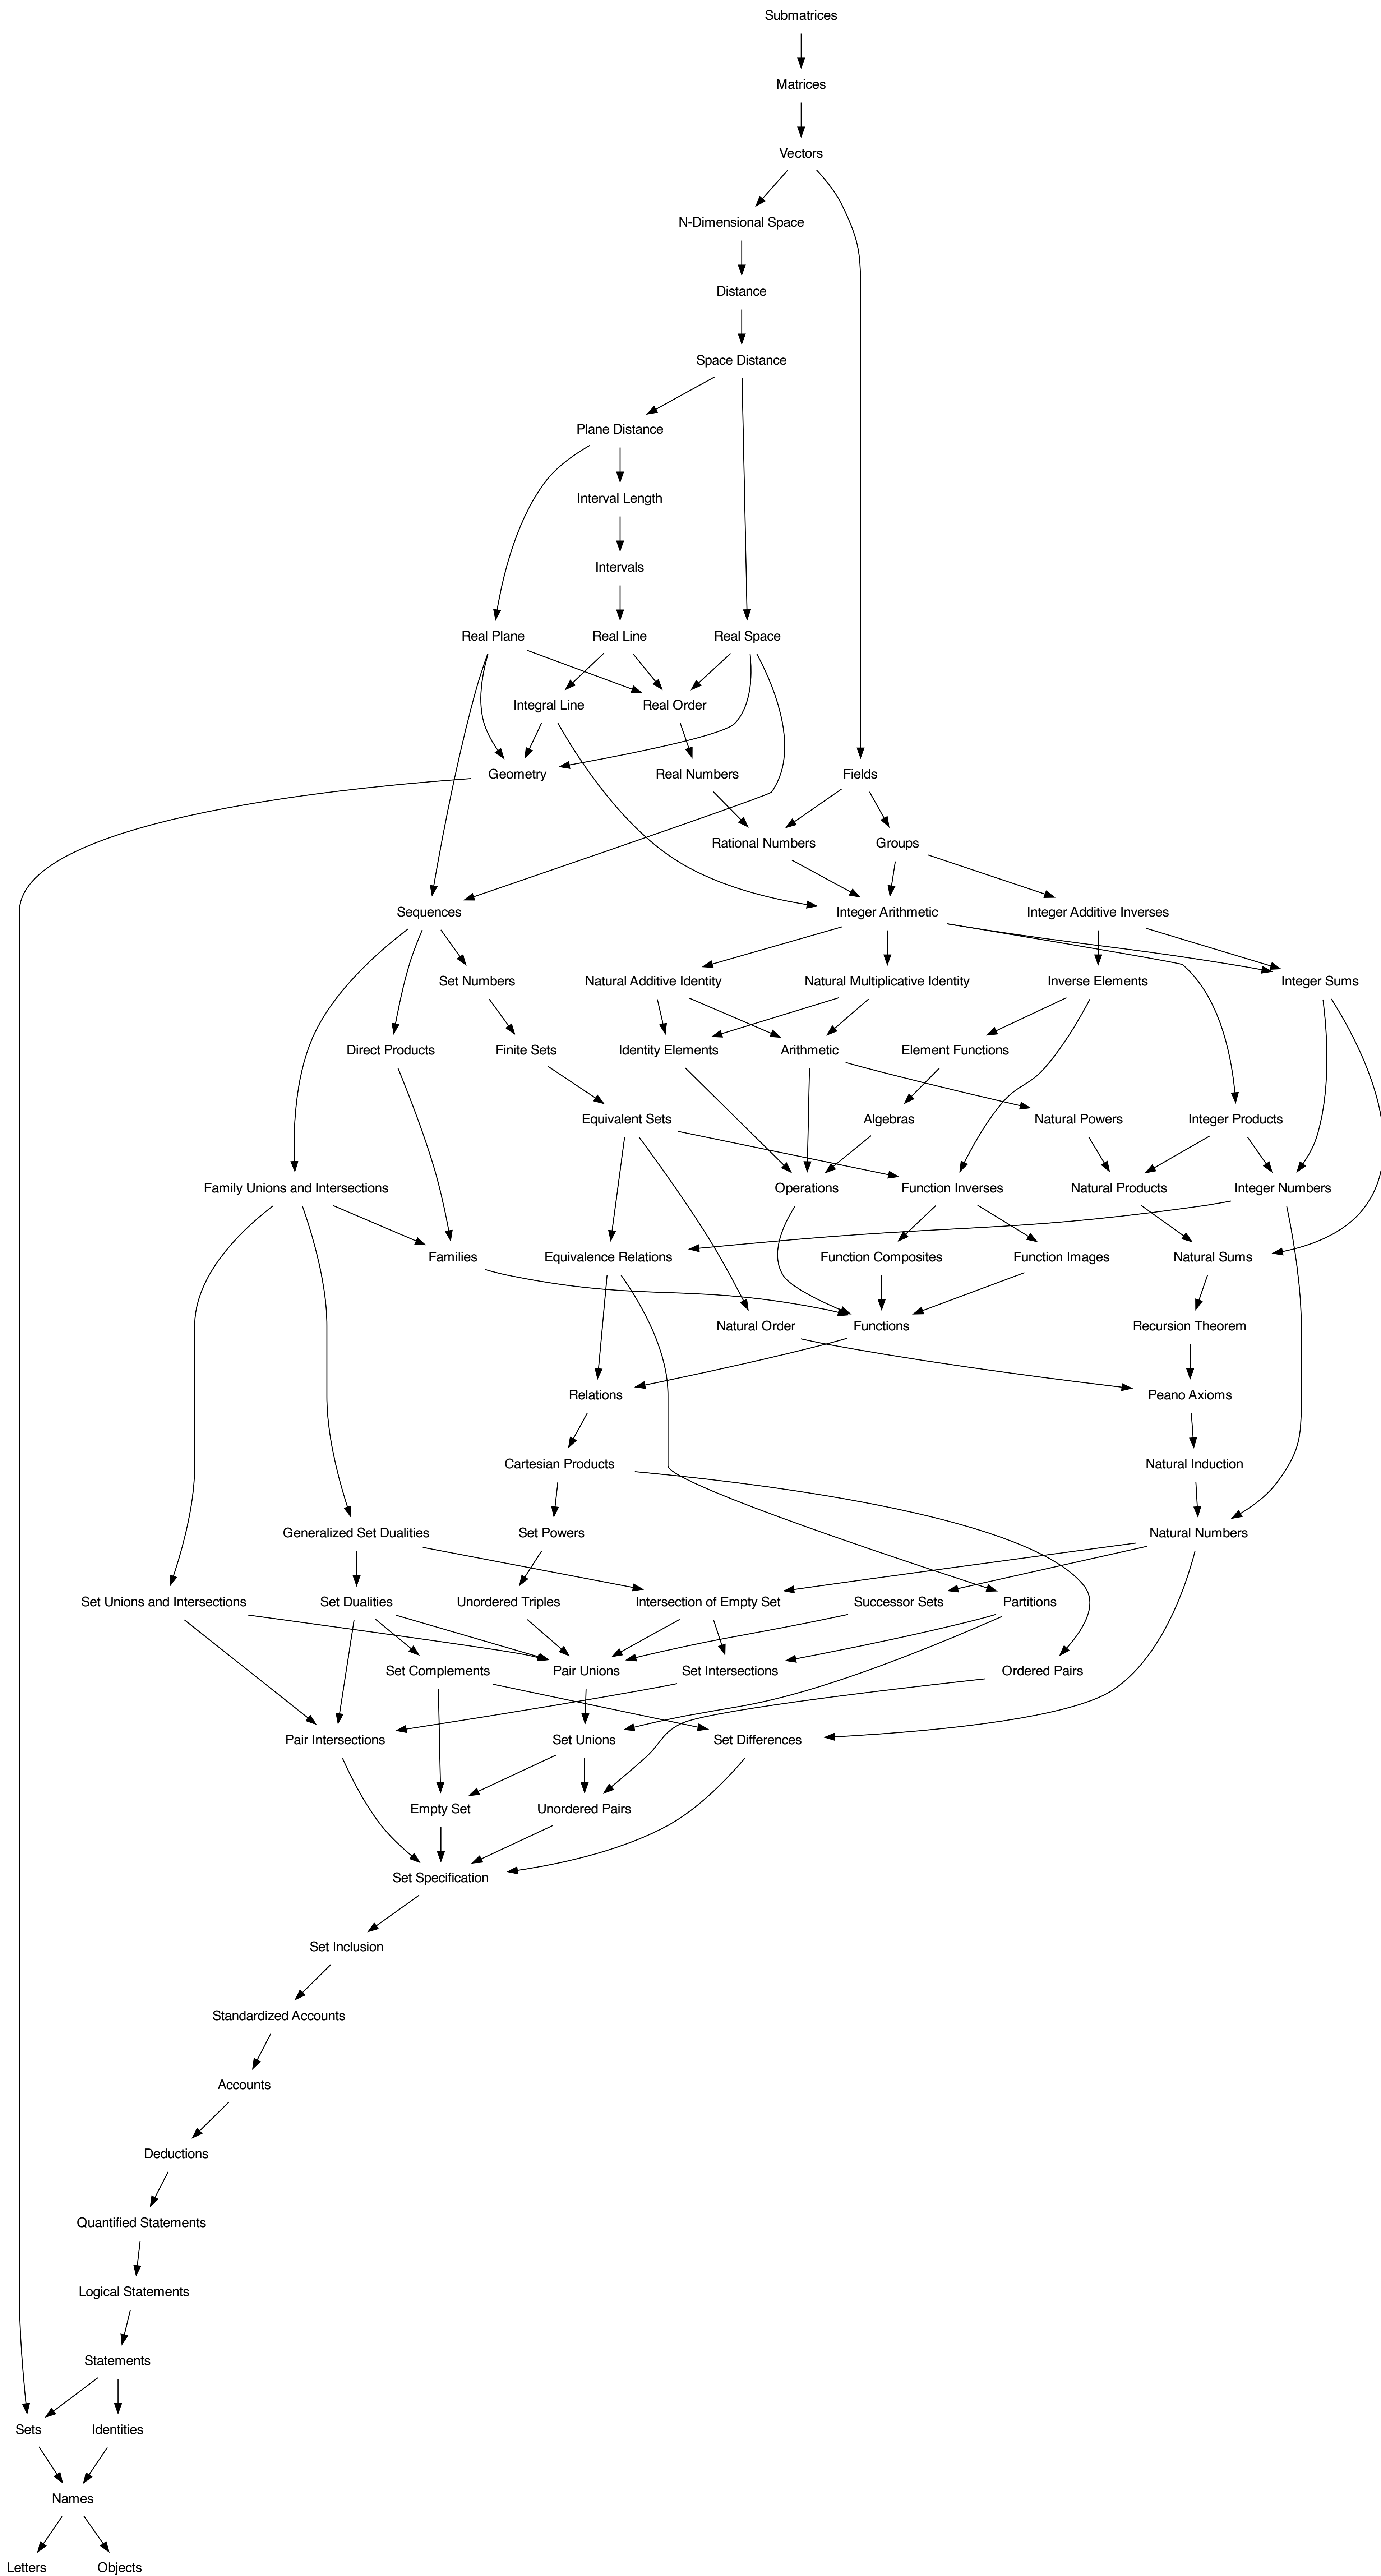 Submatrices
Matrices
Vectors
N-Dimensional Space
Distance
Space Distance
Plane Distance
Interval Length
Intervals
Real Plane
Real Line
Real Space
Integral Line
Real Order
Geometry
Real Numbers
Fields
Rational Numbers
Groups
Sequences
Integer Arithmetic
Integer Additive Inverses
Set Numbers
Natural Additive Identity
Natural Multiplicative Identity
Inverse Elements
Integer Sums
Direct Products
Finite Sets
Identity Elements
Arithmetic
Element Functions
Equivalent Sets
Algebras
Natural Powers
Integer Products
Family Unions and Intersections
Operations
Function Inverses
Natural Products
Integer Numbers
Families
Equivalence Relations
Function Composites
Function Images
Natural Sums
Natural Order
Functions
Recursion Theorem
Relations
Peano Axioms
Cartesian Products
Natural Induction
Generalized Set Dualities
Set Powers
Natural Numbers
Set Unions and Intersections
Set Dualities
Unordered Triples
Intersection of Empty Set
Successor Sets
Partitions
Set Complements
Pair Unions
Set Intersections
Ordered Pairs
Pair Intersections
Set Unions
Set Differences
Empty Set
Unordered Pairs
Set Specification
Set Inclusion
Standardized Accounts
Accounts
Deductions
Quantified Statements
Logical Statements
Statements
Sets
Identities
Names
Letters
Objects